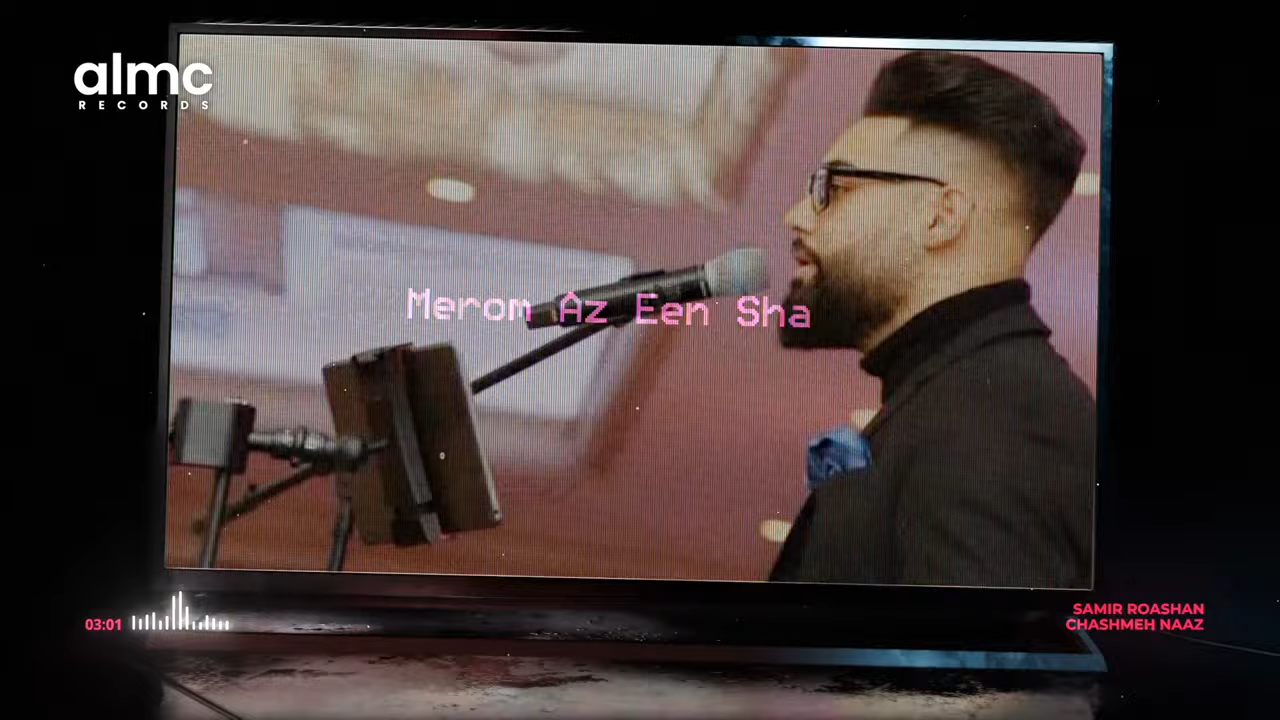 almc
RECORDS
Merom Az Een Sha
03:01
SAMIR ROASHAN
CHASHMEH NAAZ